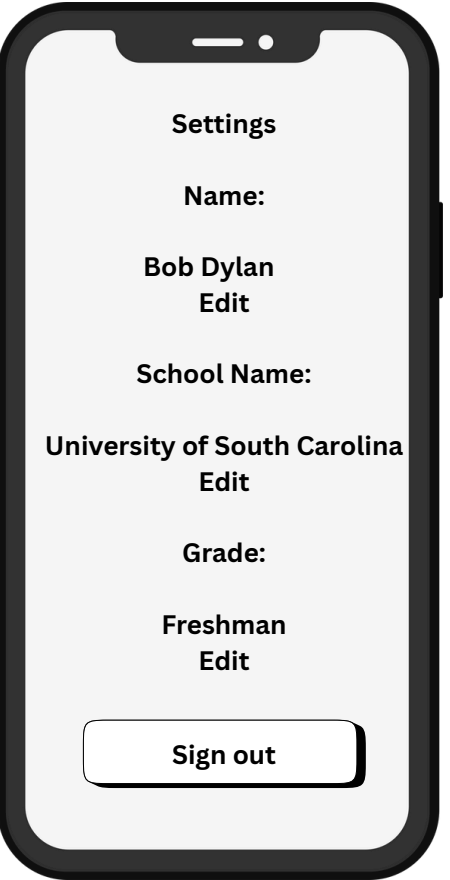 Settings
Name:
Bob Dylan
Edit
School Name:
University of South Carolina
Edit
Grade:
Freshman
Edit
Sign out